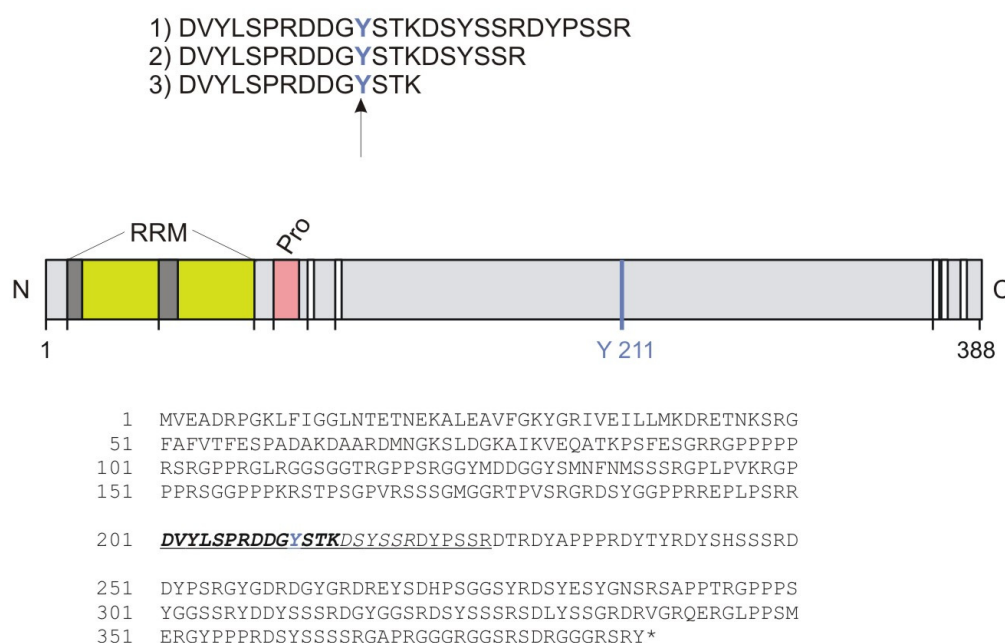 1) DVYLSPRDDGYSTKDSYSSRDYPSSR
2) DVYLSPRDDGYSTKDSYSSR
3) DVYLSPRDDGYSTK
RRM
Pro
N
C
1
Y 211
388
1 MVEADRPGKLFIGGLNTETNEKALEAVFGKYGRIVEILLMKDRETNKSRG
51 FAFVTFESPADAKDAARDMNGKSLDGKAIKVEQATKPSFESGRRGPPPPP
101 RSRGPPRGLRGGSGGTRGPPSRGGYMDDGGYSMNFNMSSSRGPLPVKRGP
151 PPRSGGPPPKRSTPSGPVRSSSGMGGRTPVSRGRDSYGGPPRREPLPSRR
201 DVYLSPRDDGYSTKDSYSSRDYPSSRDTRDYAPPPRDYTYRDYSHSSSRD
251 DYPSRGYGDRDGYGRDREYSDHPSGGSYRDSYESYGNSRSAPPTRGPPPS
301 YGGSSRYDDYSSSRDGYGGSRDSYSSSRSDLYSSGRDRVGRQERGLPPSM
351 ERGYPPPRDSYSSSSRGAPRGGGRGGSRSDRGGGRSRY*